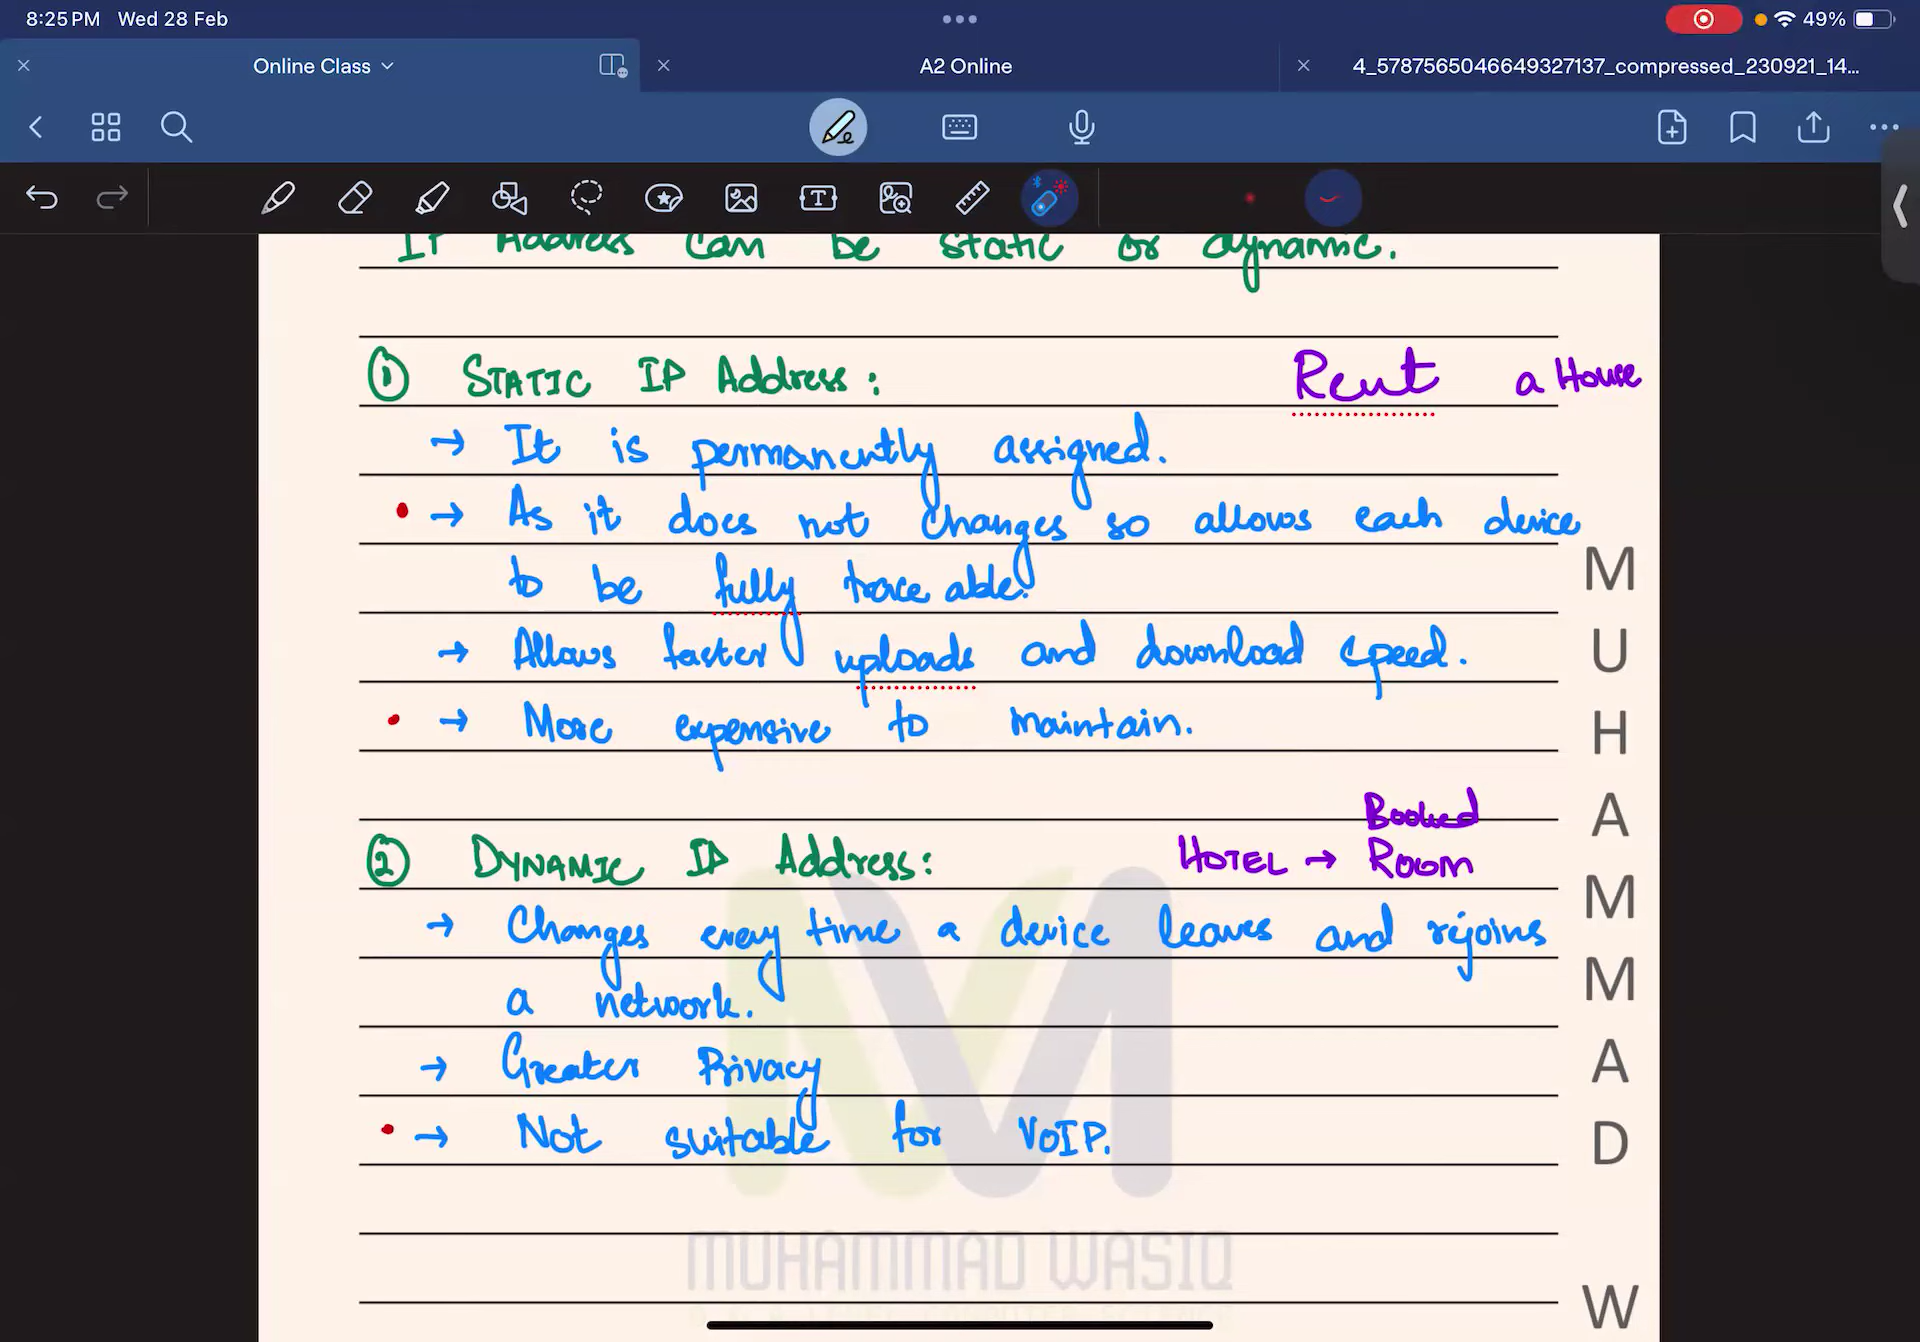 8:25 PM Wed 28 Feb
49%
Online Class
A2 Online
4_5787565046649327137_compressed_230921_14...
IP Address can be static or dynamic.
① STATIC IP Address : Rent a House
→ It is permanently assigned.
→ As it does not changes so allows each device
to be fully trace able.
→ Allows faster uploads and download speed.
→ More expensive to maintain.
Booked
② DYNAMIC IP Address: HOTEL → ROOM
→ Changes every time a device leaves and rejoins
a network.
→ Greater Privacy
→ Not suitable for VOIP.
MUHAMMAD WASIQ
M
U
H
A
M
M
A
D
W